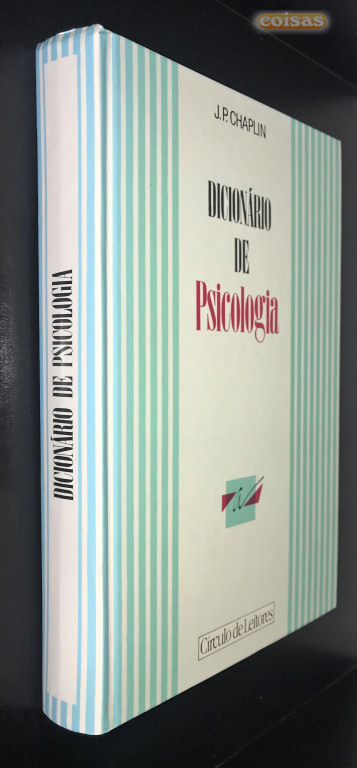 coisas
J.P. CHAPLIN
DICIONÁRIO
DE
Psicologia
Círculo de Leitores
DICIONÁRIO DE PSICOLOGIA